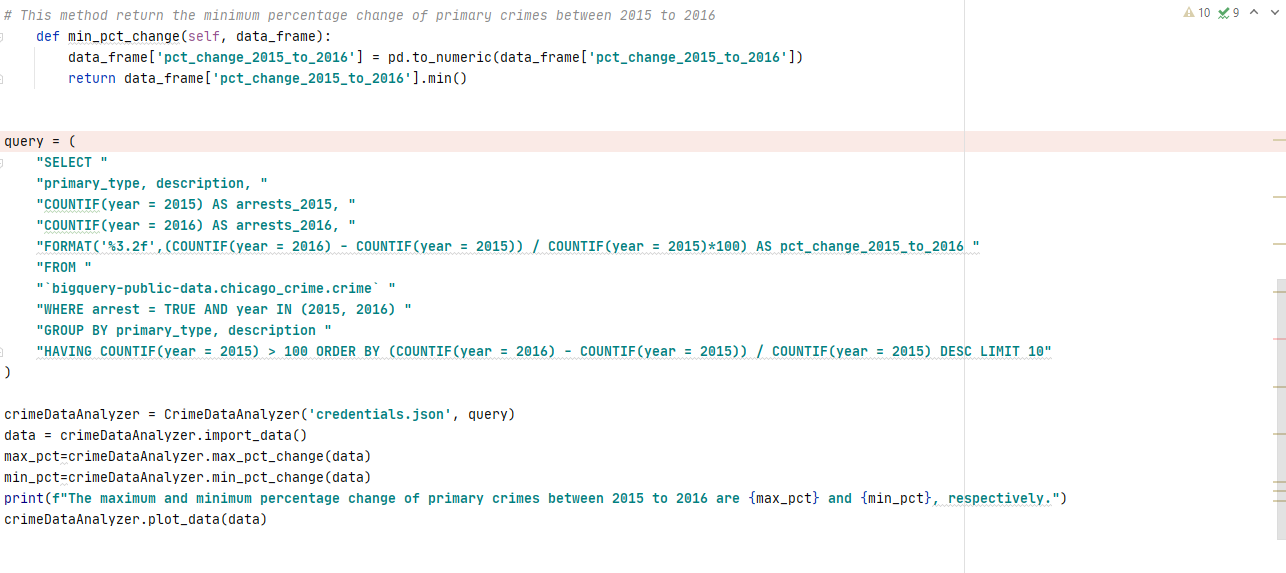 # This method return the minimum percentage change of primary crimes between 2015 to 2016
10 9
def min_pct_change(self, data_frame):
data_frame['pct_change_2015_to_2016'] = pd.to_numeric(data_frame['pct_change_2015_to_2016'])
return data_frame['pct_change_2015_to_2016'].min()
query = (
"SELECT "
"primary_type, description, "
"COUNTIF(year = 2015) AS arrests_2015, "
"COUNTIF(year = 2016) AS arrests_2016, "
"FORMAT('%3.2f',(COUNTIF(year = 2016) - COUNTIF(year = 2015)) / COUNTIF(year = 2015)*100) AS pct_change_2015_to_2016 "
"FROM "
"`bigquery-public-data.chicago_crime.crime` "
"WHERE arrest = TRUE AND year IN (2015, 2016) "
"GROUP BY primary_type, description "
"HAVING COUNTIF(year = 2015) > 100 ORDER BY (COUNTIF(year = 2016) - COUNTIF(year = 2015)) / COUNTIF(year = 2015) DESC LIMIT 10"
)
crimeDataAnalyzer = CrimeDataAnalyzer('credentials.json', query)
data = crimeDataAnalyzer.import_data()
max_pct=crimeDataAnalyzer.max_pct_change(data)
min_pct=crimeDataAnalyzer.min_pct_change(data)
print(f"The maximum and minimum percentage change of primary crimes between 2015 to 2016 are {max_pct} and {min_pct}, respectively.")
crimeDataAnalyzer.plot_data(data)